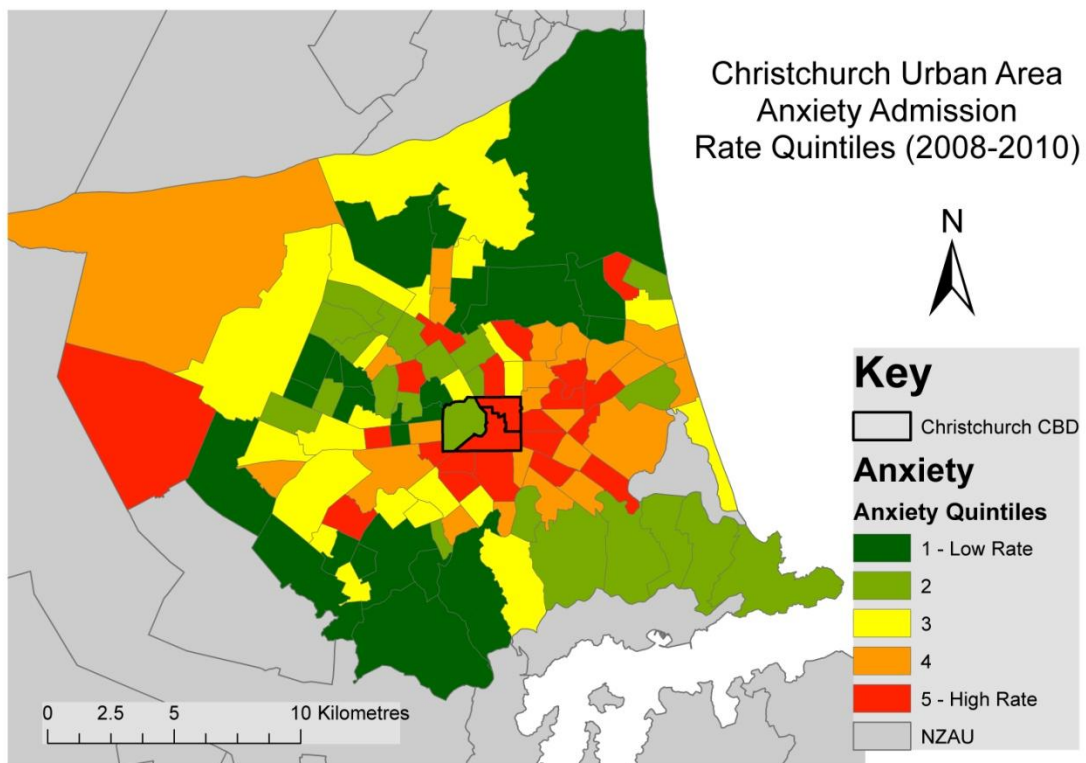 Christchurch Urban Area
Anxiety Admission
Rate Quintiles (2008-2010)
N
Key
Christchurch CBD
Anxiety
Anxiety Quintiles
1 - Low Rate
2
3
4
5 - High Rate
NZAU
0 2.5 5 10 Kilometres